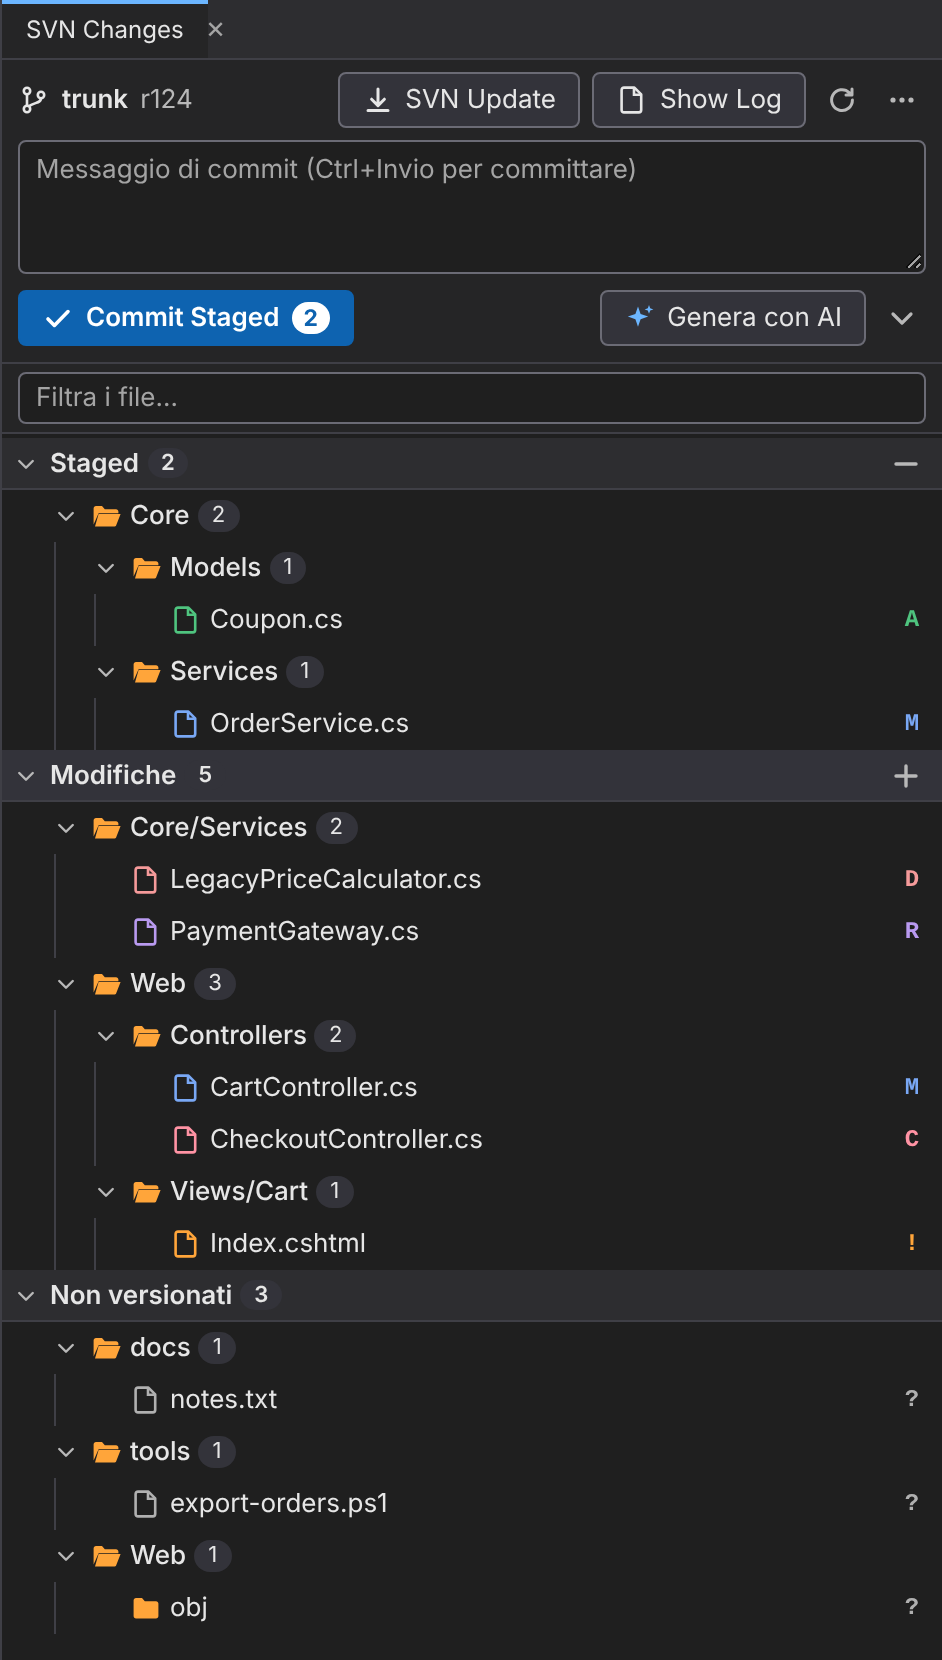 SVN Changes
trunk r124 SVN Update Show Log
Messaggio di commit (Ctrl+Invio per committare)
Commit Staged 2 Genera con AI
Filtra i file...
Staged 2
Core 2
Models 1
Coupon.cs A
Services 1
OrderService.cs M
Modifiche 5
Core/Services 2
LegacyPriceCalculator.cs D
PaymentGateway.cs R
Web 3
Controllers 2
CartController.cs M
CheckoutController.cs C
Views/Cart 1
Index.cshtml !
Non versionati 3
docs 1
notes.txt ?
tools 1
export-orders.ps1 ?
Web 1
obj ?